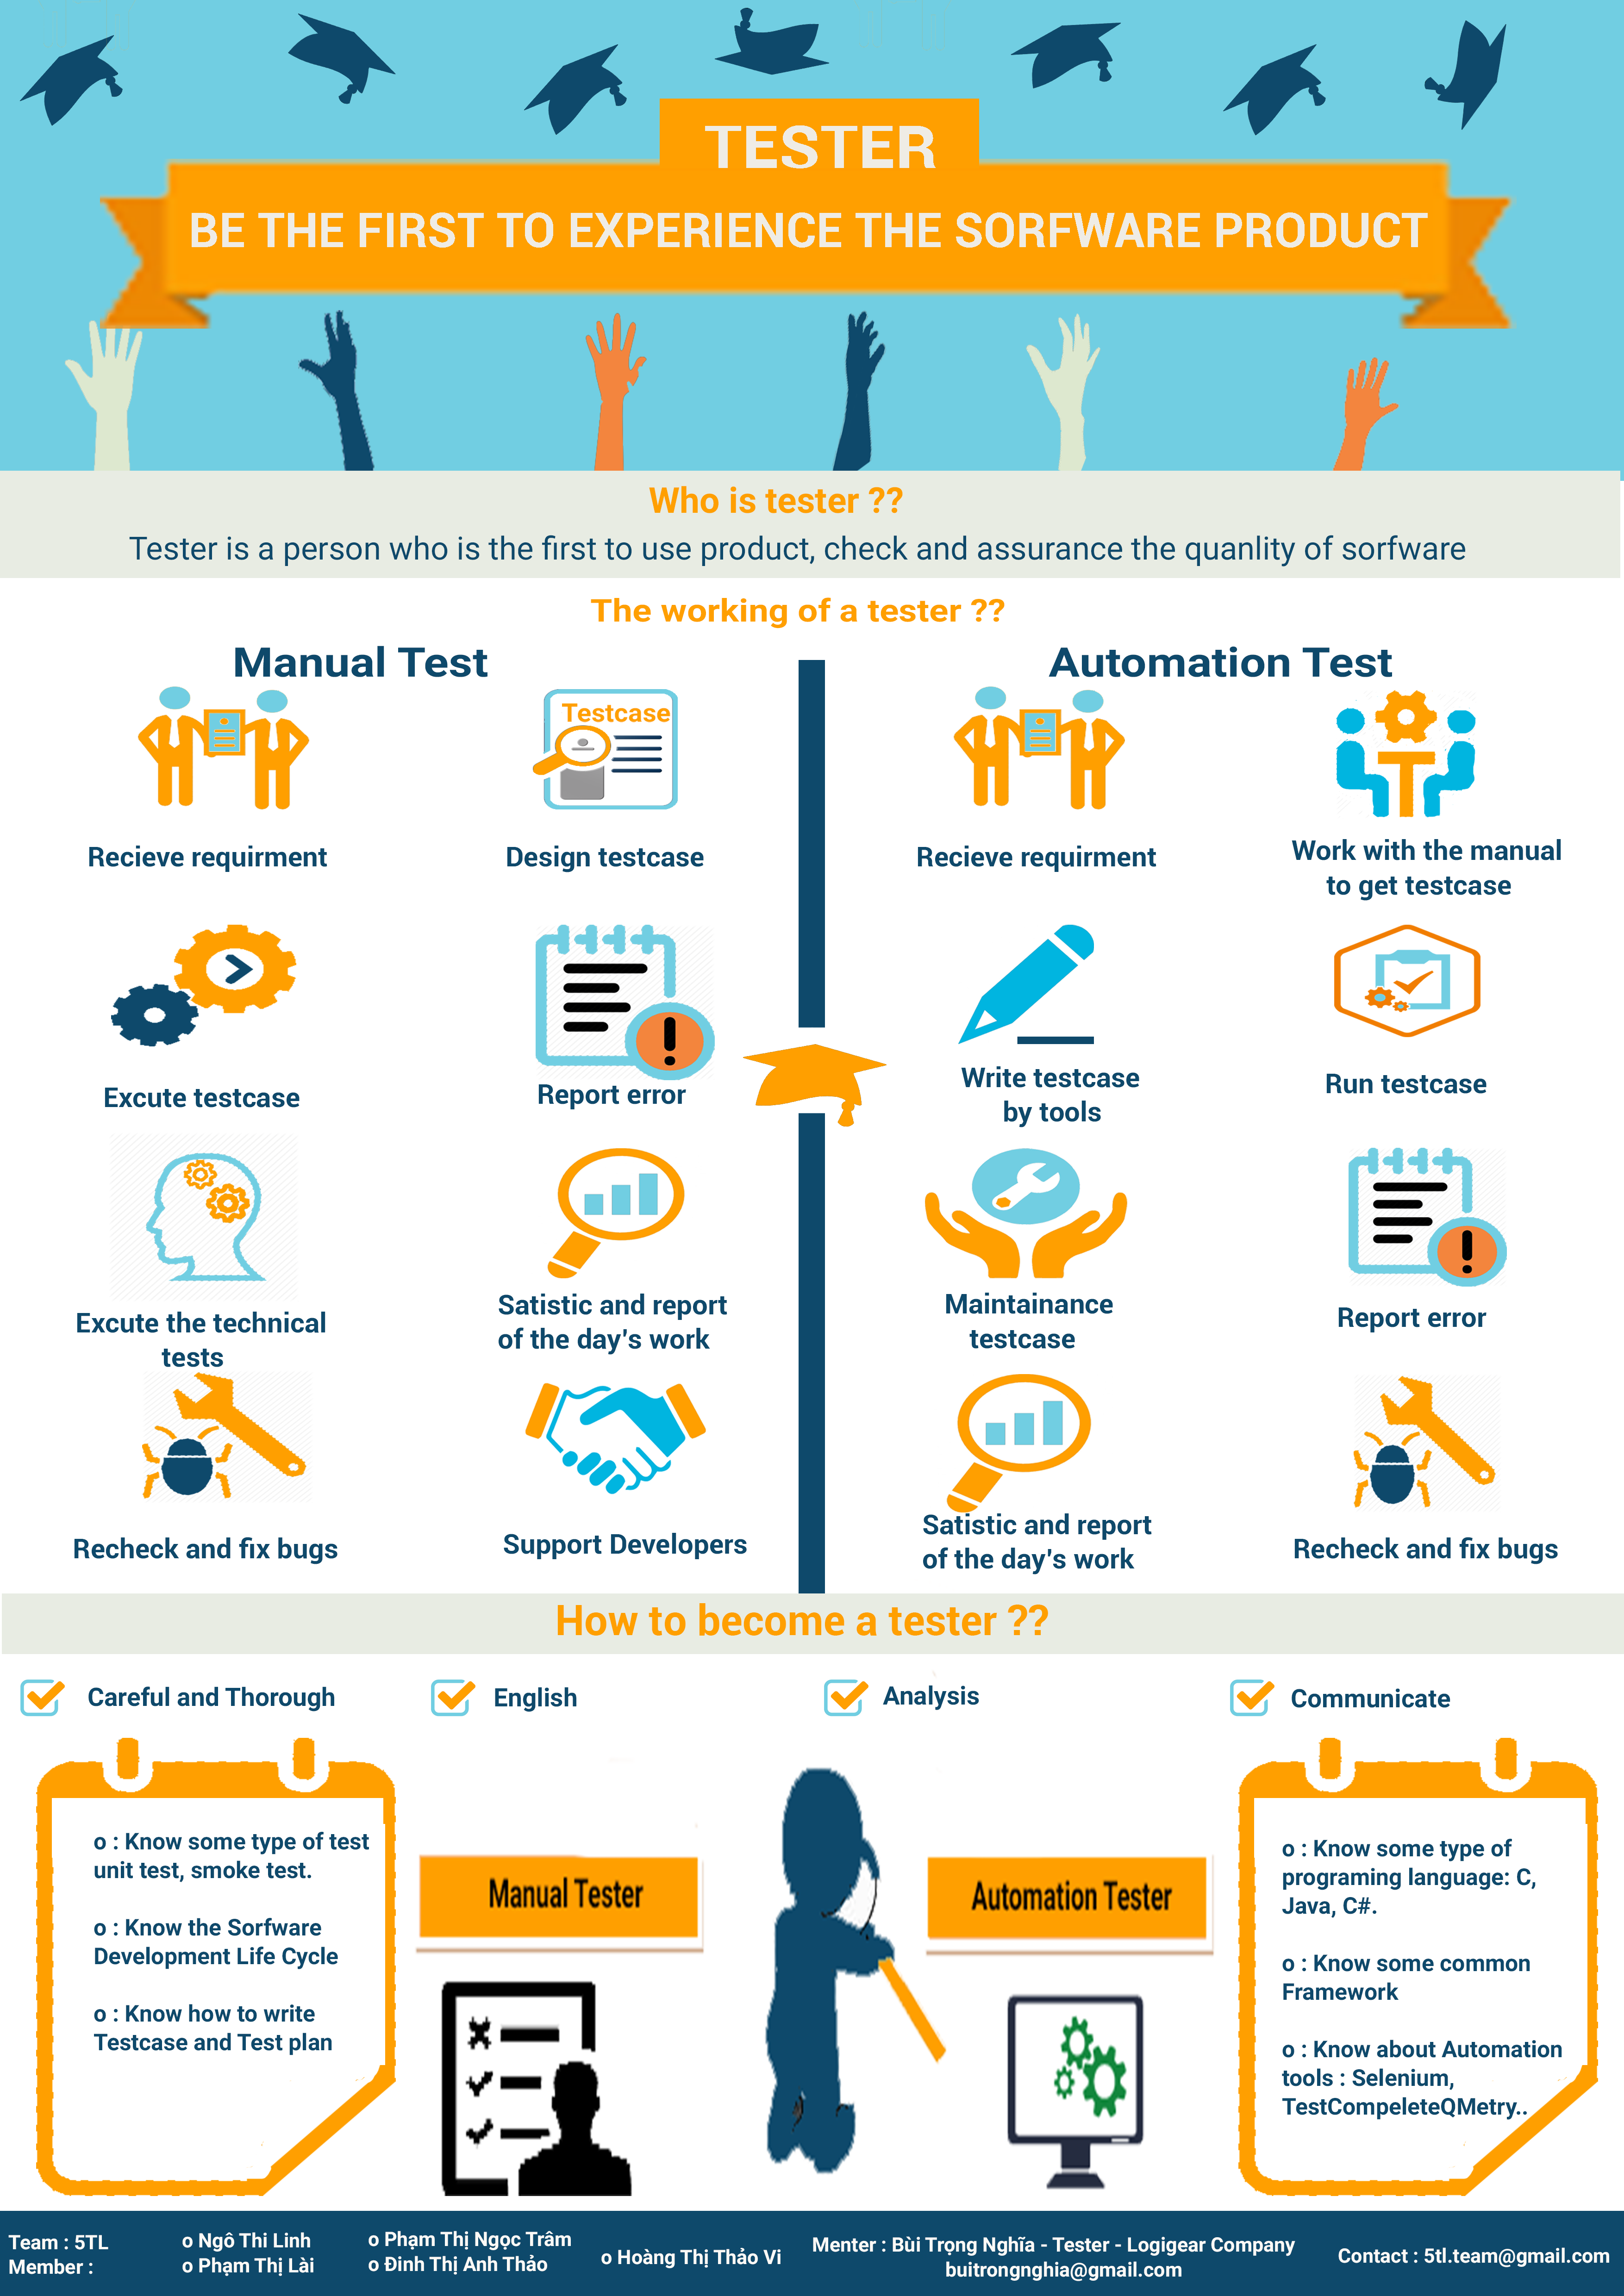 TESTER
BE THE FIRST TO EXPERIENCE THE SORFWARE PRODUCT
Who is tester ??
Tester is a person who is the first to use product, check and assurance the quanlity of sorfware
The working of a tester ??
Manual Test
Testcase
Recieve requirment
Design testcase
Excute testcase
Report error
Excute the technical
tests
Satistic and report
of the day's work
Recheck and fix bugs
Support Developers
Automation Test
Recieve requirment
Work with the manual
to get testcase
Write testcase
by tools
Run testcase
Maintainance
testcase
Report error
Satistic and report
of the day's work
Recheck and fix bugs
How to become a tester ??
Careful and Thorough
English
Analysis
Communicate
o : Know some type of test
unit test, smoke test.
o : Know the Sorfware
Development Life Cycle
o : Know how to write
Testcase and Test plan
Manual Tester
Automation Tester
o : Know some type of
programing language: C,
Java, C#.
o : Know some common
Framework
o : Know about Automation
tools : Selenium,
TestCompeleteQMetry..
Team : 5TL
Member :
o Ngô Thi Linh
o Phạm Thị Lài
o Phạm Thị Ngọc Trâm
o Đinh Thị Anh Thảo
o Hoàng Thị Thảo Vi
Menter : Bùi Trọng Nghĩa - Tester - Logigear Company
buitrongnghia@gmail.com
Contact : 5tl.team@gmail.com